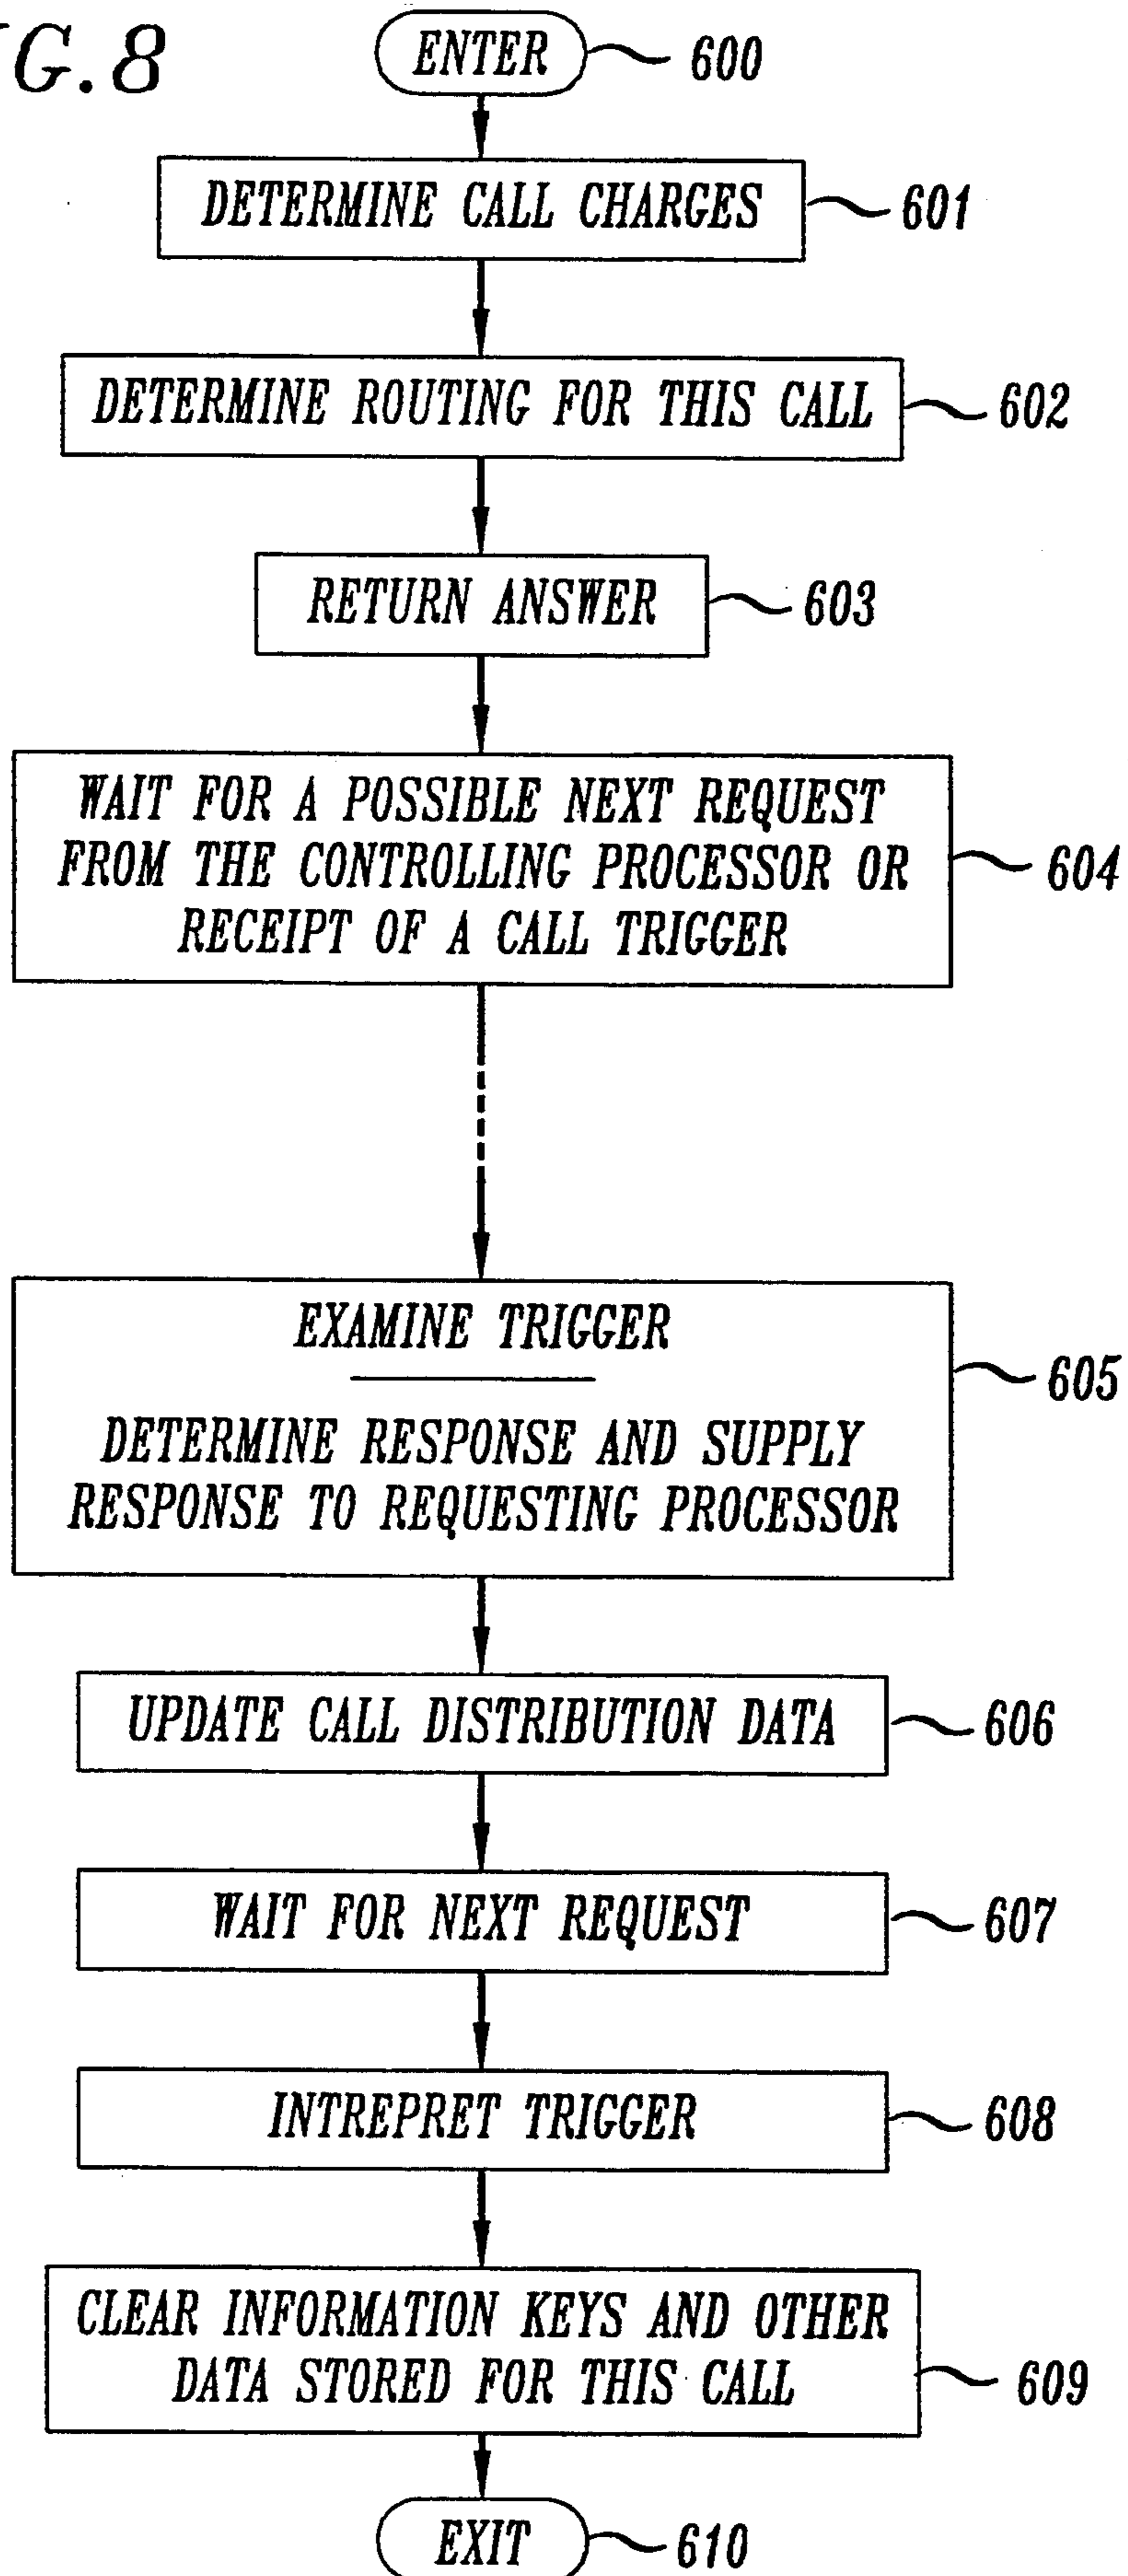 G.8
ENTER
600
DETERMINE CALL CHARGES
601
DETERMINE ROUTING FOR THIS CALL
602
RETURN ANSWER
603
WAIT FOR A POSSIBLE NEXT REQUEST
FROM THE CONTROLLING PROCESSOR OR
RECEIPT OF A CALL TRIGGER
604
EXAMINE TRIGGER
605
DETERMINE RESPONSE AND SUPPLY
RESPONSE TO REQUESTING PROCESSOR
UPDATE CALL DISTRIBUTION DATA
606
WAIT FOR NEXT REQUEST
607
INTREPRET TRIGGER
608
CLEAR INFORMATION KEYS AND OTHER
DATA STORED FOR THIS CALL
609
EXIT
610